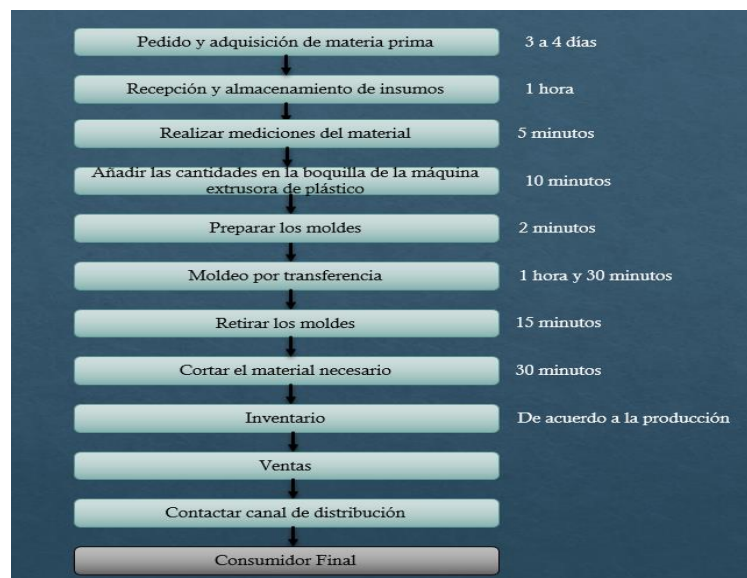 Pedido y adquisición de materia prima
3 a 4 días
Recepción y almacenamiento de insumos
1 hora
Realizar mediciones del material
5 minutos
Añadir las cantidades en la boquilla de la máquina
extrusora de plástico
10 minutos
Preparar los moldes
2 minutos
Moldeo por transferencia
1 hora y 30 minutos
Retirar los moldes
15 minutos
Cortar el material necesario
30 minutos
Inventario
De acuerdo a la producción
Ventas
Contactar canal de distribución
Consumidor Final